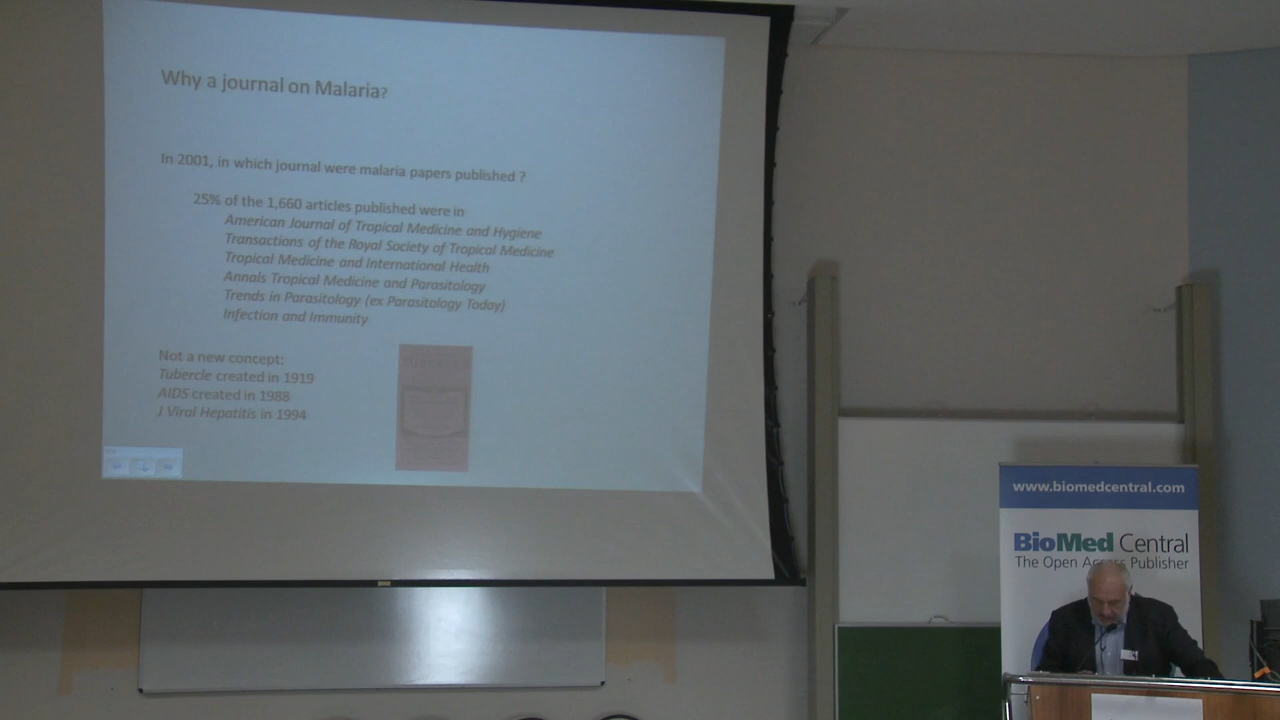 Why a journal on Malaria?
In 2001, in which journal were malaria papers published ?
25% of the 1,660 articles published were in
American Journal of Tropical Medicine and Hygiene
Transactions of the Royal Society of Tropical Medicine
Tropical Medicine and International Health
Annals Tropical Medicine and Parasitology
Trends in Parasitology (ex Parasitology Today)
Infection and Immunity
Not a new concept:
Tubercle created in 1919
AIDS created in 1988
J Viral Hepatitis in 1994
www.biomedcentral.com
BioMed Central
The Open Access Publisher